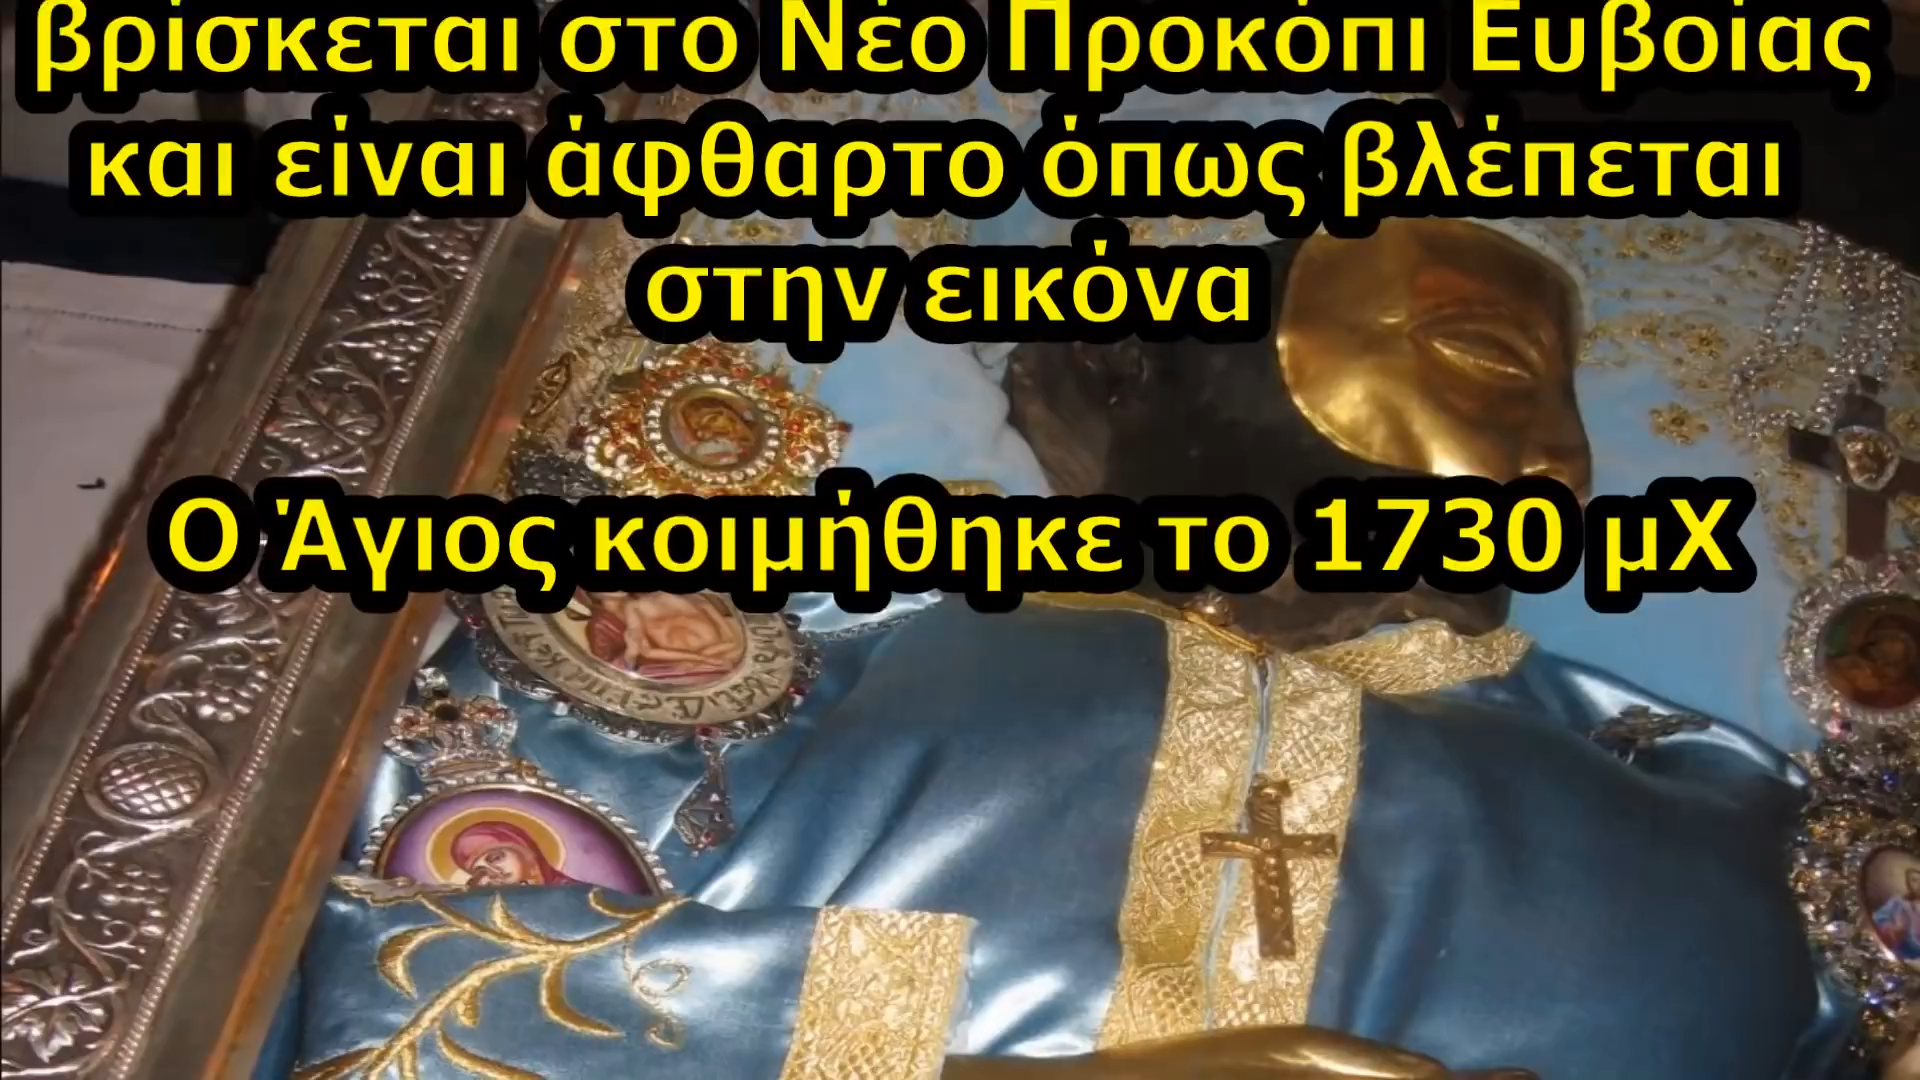 βρίσκεται στο Νέο Προκόπι Ευβοίας
και είναι άφθαρτο όπως βλέπεται
στην εικόνα
Ο Άγιος κοιμήθηκε το 1730 μΧ